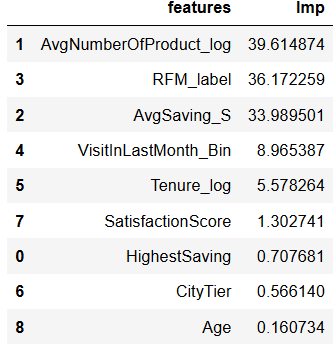 features Imp
1 AvgNumberOfProduct_log 39.614874
3 RFM_label 36.172259
2 AvgSaving_S 33.989501
4 VisitInLastMonth_Bin 8.965387
5 Tenure_log 5.578264
7 SatisfactionScore 1.302741
0 HighestSaving 0.707681
6 CityTier 0.566140
8 Age 0.160734